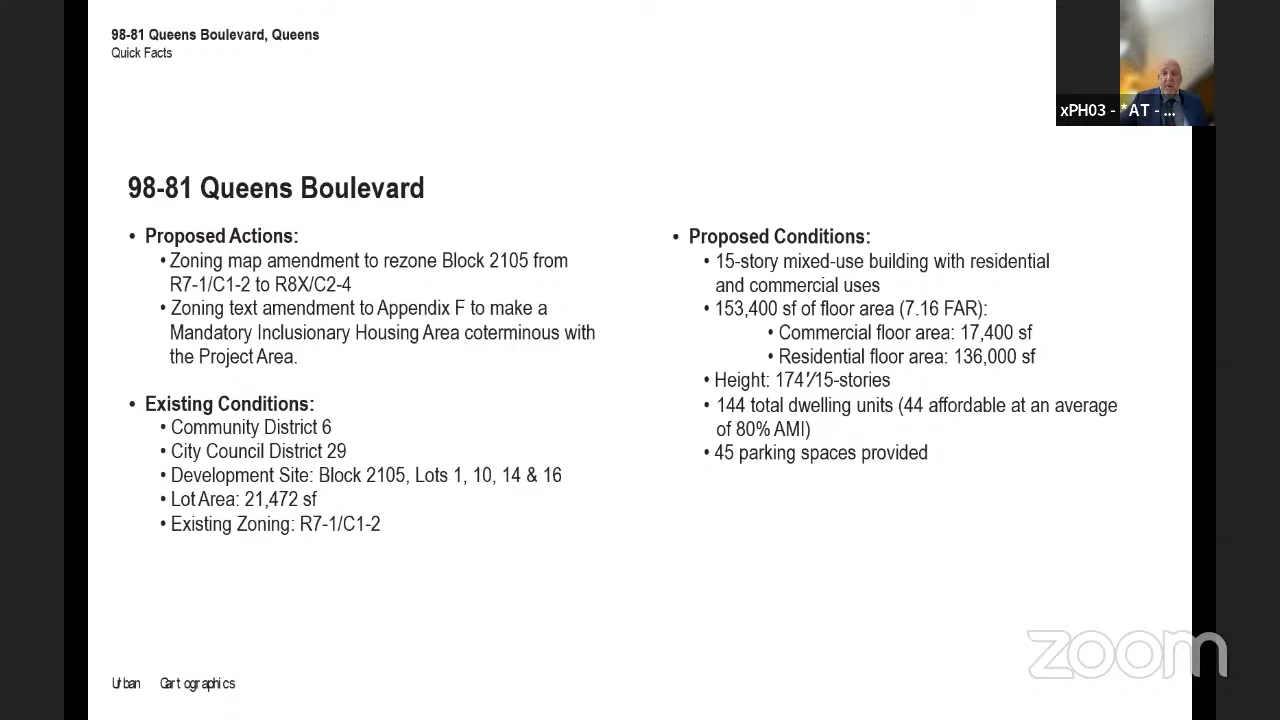 98-81 Queens Boulevard, Queens
Quick Facts
xPH03 - *AT - ...
98-81 Queens Boulevard
• Proposed Actions:
• Zoning map amendment to rezone Block 2105 from
R7-1/C1-2 to R8X/C2-4
• Zoning text amendment to Appendix F to make a
Mandatory Inclusionary Housing Area coterminous with
the Project Area.
• Existing Conditions:
• Community District 6
• City Council District 29
• Development Site: Block 2105, Lots 1, 10, 14 & 16
• Lot Area: 21,472 sf
• Existing Zoning: R7-1/C1-2
• Proposed Conditions:
• 15-story mixed-use building with residential
and commercial uses
• 153,400 sf of floor area (7.16 FAR):
• Commercial floor area: 17,400 sf
• Residential floor area: 136,000 sf
• Height: 174'/15-stories
• 144 total dwelling units (44 affordable at an average
of 80% AMI)
• 45 parking spaces provided
Urban Cartographics
zoom